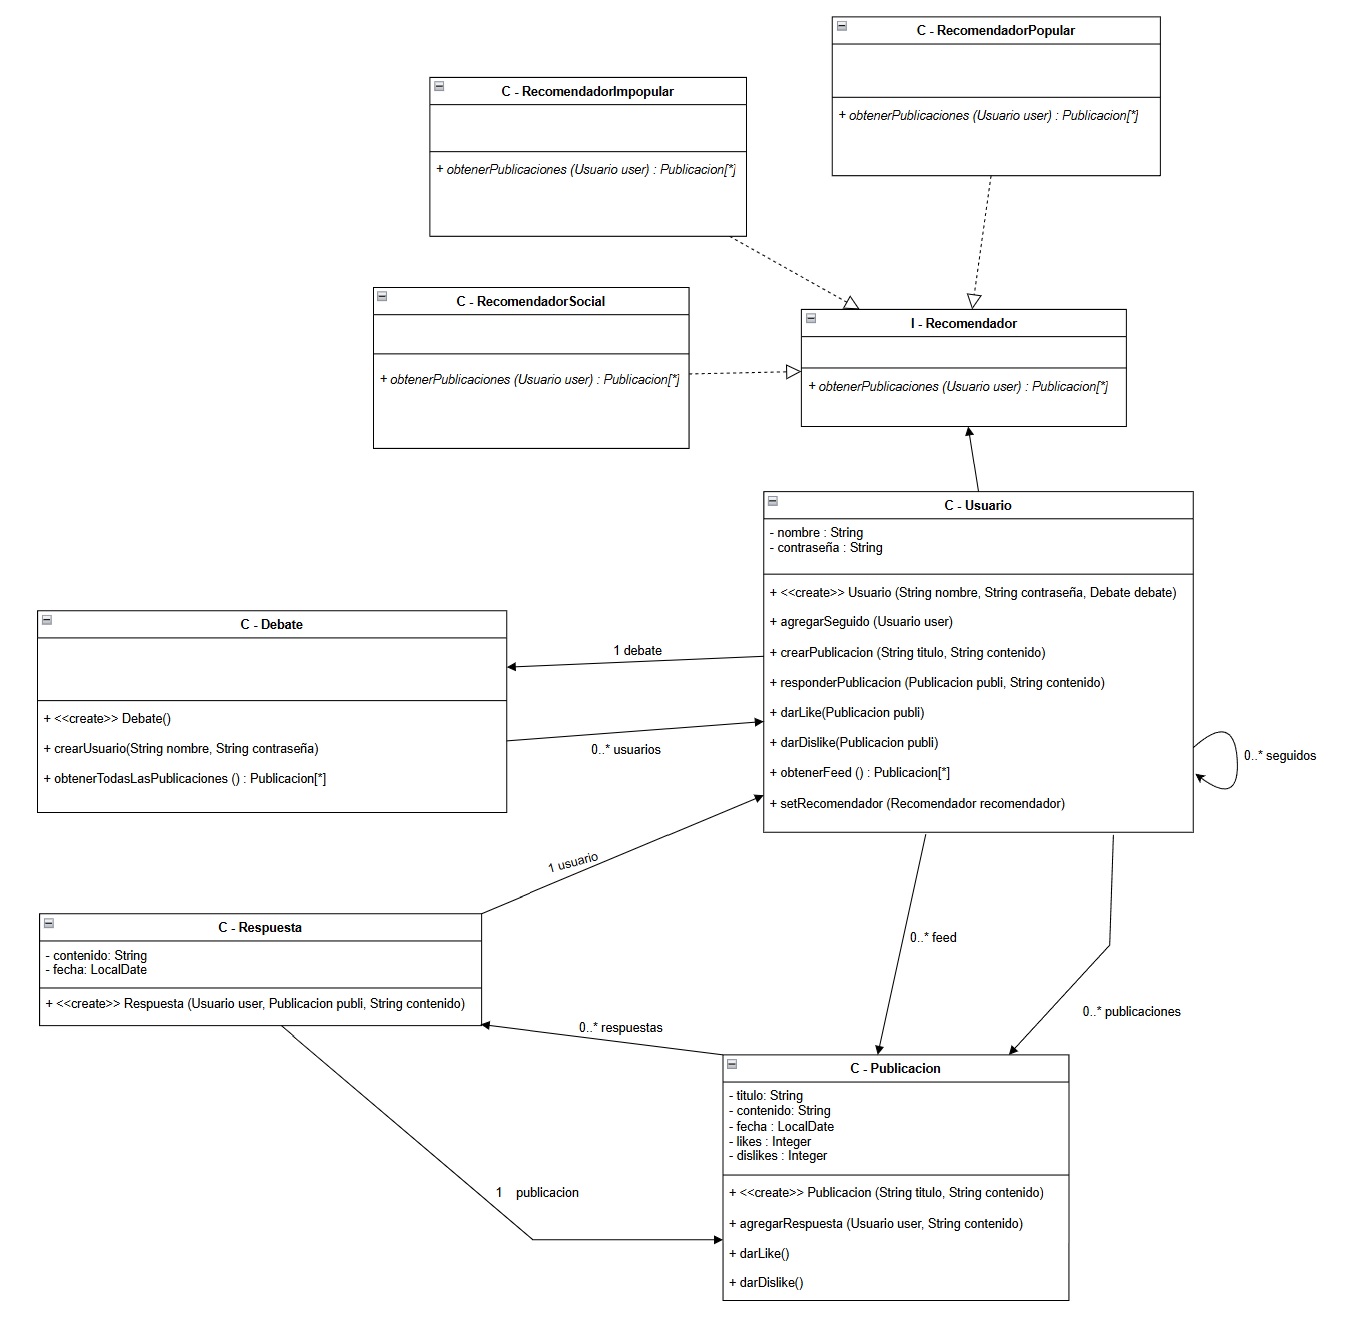 C - RecomendadorPopular
+ obtenerPublicaciones (Usuario user) : Publicacion[*]
C - RecomendadorImpopular
+ obtenerPublicaciones (Usuario user) : Publicacion[*]
C - RecomendadorSocial
+ obtenerPublicaciones (Usuario user) : Publicacion[*]
I - Recomendador
+ obtenerPublicaciones (Usuario user) : Publicacion[*]
C - Usuario
- nombre : String
- contraseña : String
+ <<create>> Usuario (String nombre, String contraseña, Debate debate)
+ agregarSeguido (Usuario user)
+ crearPublicacion (String titulo, String contenido)
+ responderPublicacion (Publicacion publi, String contenido)
+ darLike(Publicacion publi)
+ darDislike(Publicacion publi)
+ obtenerFeed () : Publicacion[*]
+ setRecomendador (Recomendador recomendador)
0..* seguidos
C - Debate
+ <<create>> Debate()
+ crearUsuario(String nombre, String contraseña)
+ obtenerTodasLasPublicaciones () : Publicacion[*]
1 debate
0..* usuarios
1 usuario
C - Respuesta
- contenido: String
- fecha: LocalDate
+ <<create>> Respuesta (Usuario user, Publicacion publi, String contenido)
0..* feed
0..* publicaciones
0..* respuestas
1 publicacion
C - Publicacion
- titulo: String
- contenido: String
- fecha : LocalDate
- likes : Integer
- dislikes : Integer
+ <<create>> Publicacion (String titulo, String contenido)
+ agregarRespuesta (Usuario user, String contenido)
+ darLike()
+ darDislike()